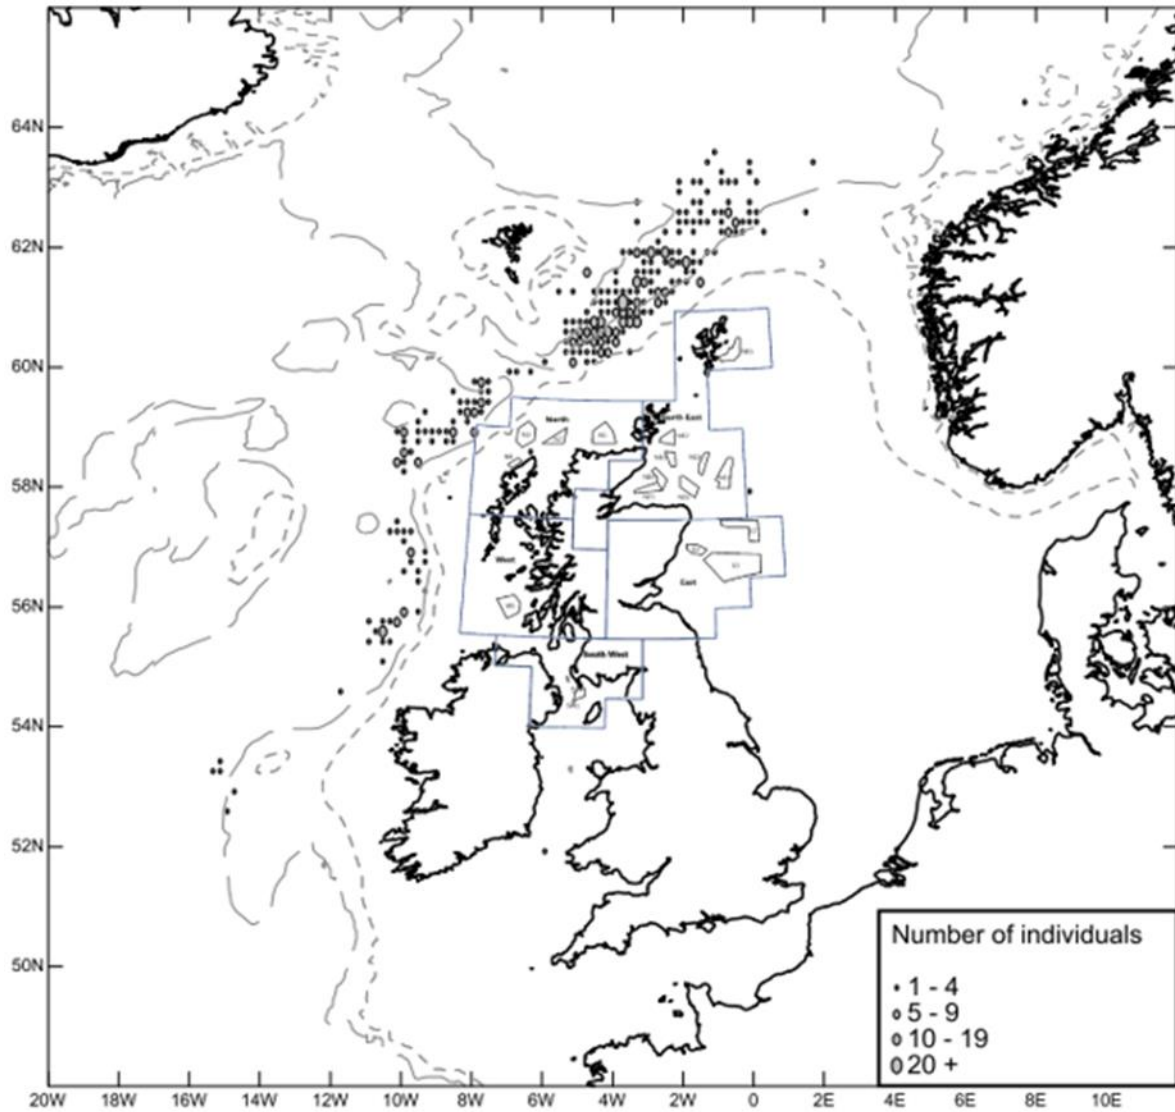 64N
62N
60N
North
North East
58N
West
56N
East
South West
54N
52N
50N
Number of individuals
1 - 4
5 - 9
10 - 19
20 +
20W 18W 16W 14W 12W 10W 8W 6W 4W 2W 0 2E 4E 6E 8E 10E